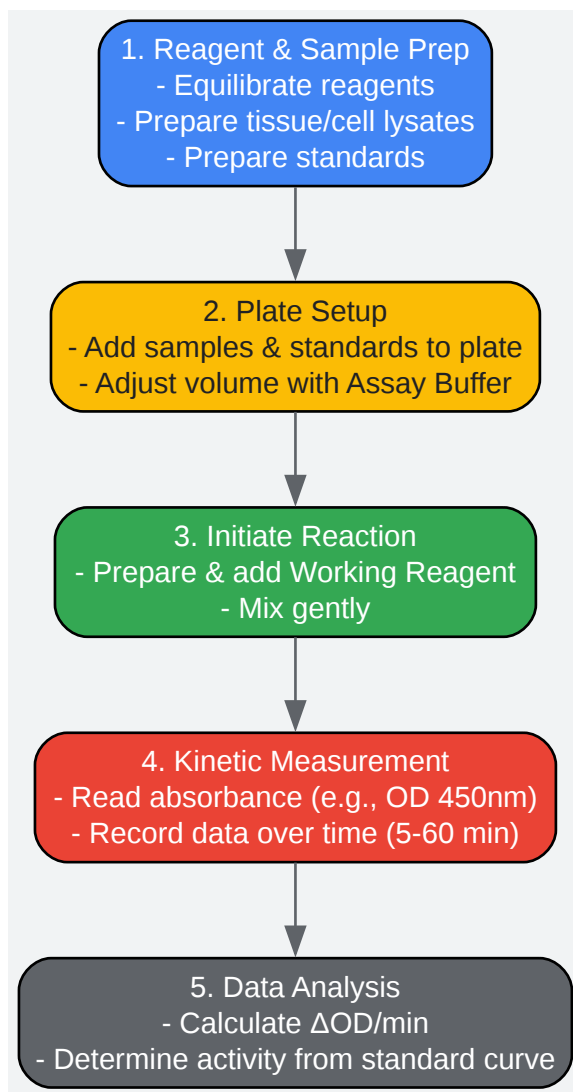 1. Reagent & Sample Prep
- Equilibrate reagents
- Prepare tissue/cell lysates
- Prepare standards
2. Plate Setup
- Add samples & standards to plate
- Adjust volume with Assay Buffer
3. Initiate Reaction
- Prepare & add Working Reagent
- Mix gently
4. Kinetic Measurement
- Read absorbance (e.g., OD 450nm)
- Record data over time (5-60 min)
5. Data Analysis
- Calculate ΔOD/min
- Determine activity from standard curve